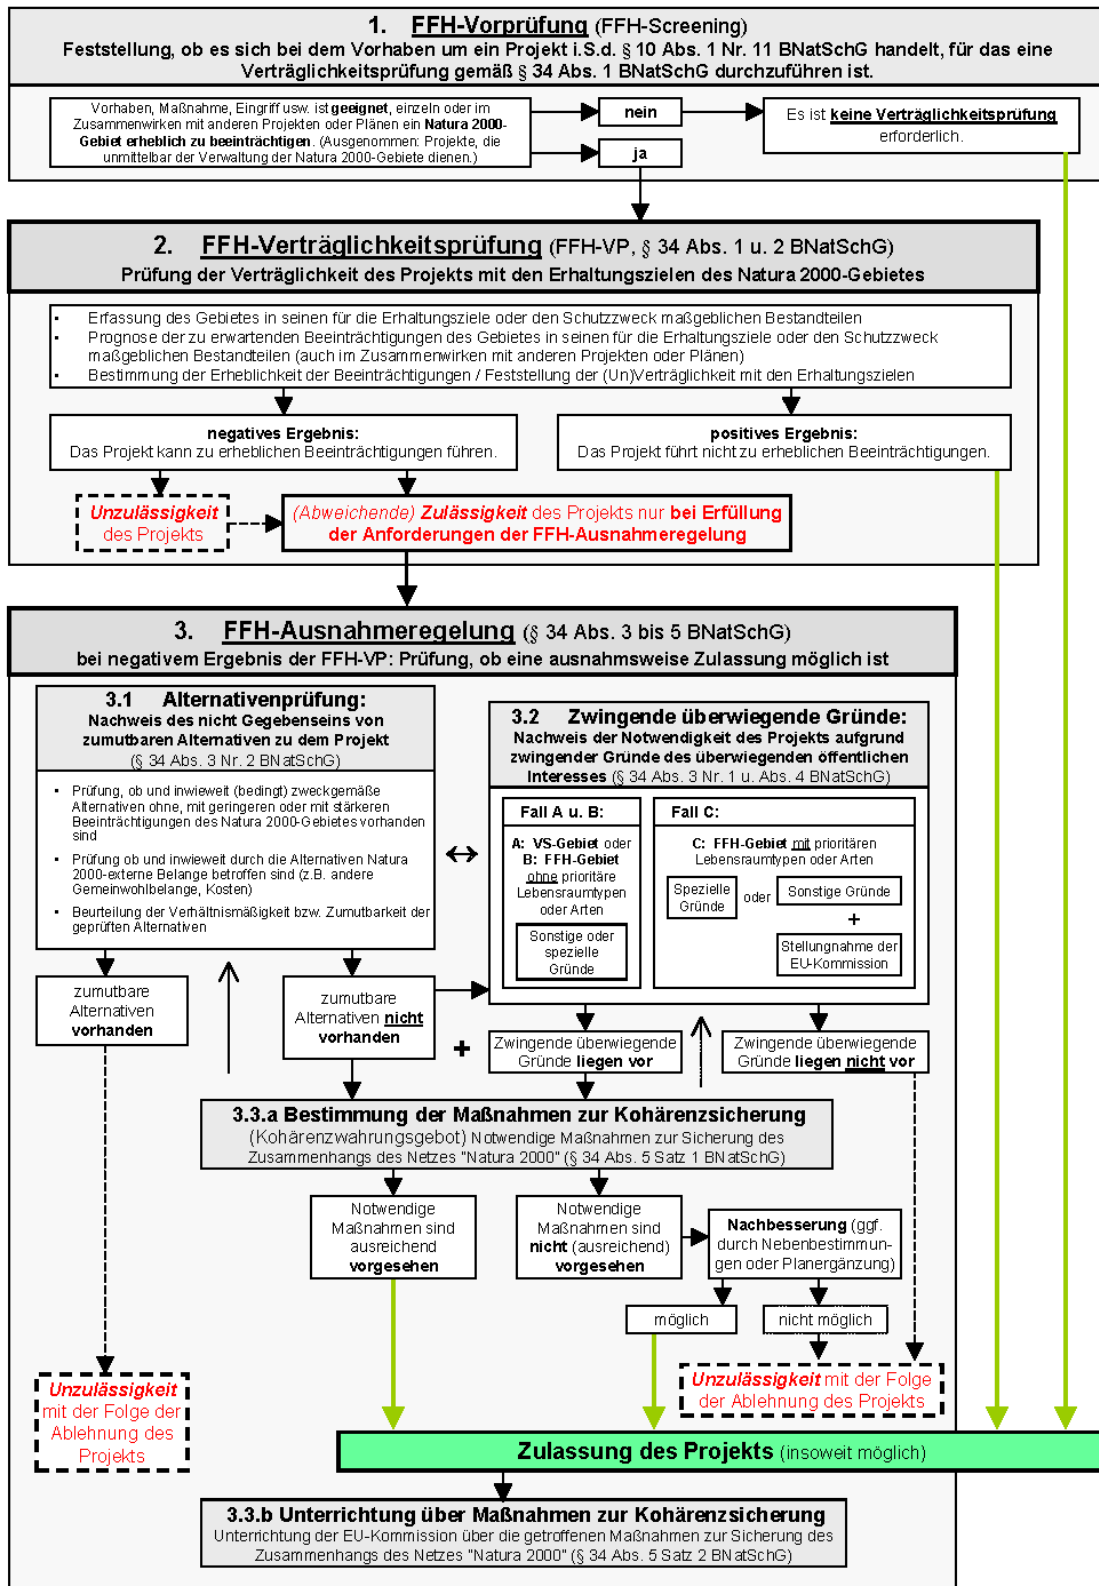 1. FFH-Vorprüfung (FFH-Screening)
Feststellung, ob es sich bei dem Vorhaben um ein Projekt i.S.d. § 10 Abs. 1 Nr. 11 BNatSchG handelt, für das eine
Verträglichkeitsprüfung gemäß § 34 Abs. 1 BNatSchG durchzuführen ist.
Vorhaben, Maßnahme, Eingriff usw. ist geeignet, einzeln oder im
Zusammenwirken mit anderen Projekten oder Plänen ein Natura 2000-
Gebiet erheblich zu beeinträchtigen. (Ausgenommen: Projekte, die
unmittelbar der Verwaltung der Natura 2000-Gebiete dienen.)
nein
ja
Es ist keine Verträglichkeitsprüfung
erforderlich.
2. FFH-Verträglichkeitsprüfung (FFH-VP, § 34 Abs. 1 u. 2 BNatSchG)
Prüfung der Verträglichkeit des Projekts mit den Erhaltungszielen des Natura 2000-Gebietes
▪ Erfassung des Gebietes in seinen für die Erhaltungsziele oder den Schutzzweck maßgeblichen Bestandteilen
▪ Prognose der zu erwartenden Beeinträchtigungen des Gebietes in seinen für die Erhaltungsziele oder den Schutzzweck
maßgeblichen Bestandteilen (auch im Zusammenwirken mit anderen Projekten oder Plänen)
▪ Bestimmung der Erheblichkeit der Beeinträchtigungen / Feststellung der (Un)Verträglichkeit mit den Erhaltungszielen
negatives Ergebnis:
Das Projekt kann zu erheblichen Beeinträchtigungen führen.
positives Ergebnis:
Das Projekt führt nicht zu erheblichen Beeinträchtigungen.
Unzulässigkeit
des Projekts
(Abweichende) Zulässigkeit des Projekts nur bei Erfüllung
der Anforderungen der FFH-Ausnahmeregelung
3. FFH-Ausnahmeregelung (§ 34 Abs. 3 bis 5 BNatSchG)
bei negativem Ergebnis der FFH-VP: Prüfung, ob eine ausnahmsweise Zulassung möglich ist
3.1 Alternativenprüfung:
Nachweis des nicht Gegebenseins von
zumutbaren Alternativen zu dem Projekt
(§ 34 Abs. 3 Nr. 2 BNatSchG)
▪ Prüfung, ob und inwieweit (bedingt) zweckgemäße
Alternativen ohne, mit geringeren oder mit stärkeren
Beeinträchtigungen des Natura 2000-Gebietes vorhanden
sind
▪ Prüfung ob und inwieweit durch die Alternativen Natura
2000-externe Belange betroffen sind (z.B. andere
Gemeinwohlbelange, Kosten)
▪ Beurteilung der Verhältnismäßigkeit bzw. Zumutbarkeit der
geprüften Alternativen
3.2 Zwingende überwiegende Gründe:
Nachweis der Notwendigkeit des Projekts aufgrund
zwingender Gründe des überwiegenden öffentlichen
Interesses (§ 34 Abs. 3 Nr. 1 u. Abs. 4 BNatSchG)
Fall A u. B:
A: VS-Gebiet oder
B: FFH-Gebiet
ohne prioritäre
Lebensraumtypen
oder Arten
Sonstige oder
spezielle
Gründe
Fall C:
C: FFH-Gebiet mit prioritären
Lebensraumtypen oder Arten
Spezielle
Gründe
oder
Sonstige Gründe
+
Stellungnahme der
EU-Kommission
zumutbare
Alternativen
vorhanden
zumutbare
Alternativen nicht
vorhanden
+
Zwingende überwiegende
Gründe liegen vor
Zwingende überwiegende
Gründe liegen nicht vor
3.3.a Bestimmung der Maßnahmen zur Kohärenzsicherung
(Kohärenzwahrungsgebot) Notwendige Maßnahmen zur Sicherung des
Zusammenhangs des Netzes "Natura 2000" (§ 34 Abs. 5 Satz 1 BNatSchG)
Notwendige
Maßnahmen sind
ausreichend
vorgesehen
Notwendige
Maßnahmen sind
nicht (ausreichend)
vorgesehen
Nachbesserung (ggf.
durch Nebenbestimmun-
gen oder Planergänzung)
möglich
nicht möglich
Unzulässigkeit
mit der Folge der
Ablehnung des
Projekts
Unzulässigkeit mit der Folge
der Ablehnung des Projekts
Zulassung des Projekts (insoweit möglich)
3.3.b Unterrichtung über Maßnahmen zur Kohärenzsicherung
Unterrichtung der EU-Kommission über die getroffenen Maßnahmen zur Sicherung des
Zusammenhangs des Netzes "Natura 2000" (§ 34 Abs. 5 Satz 2 BNatSchG)